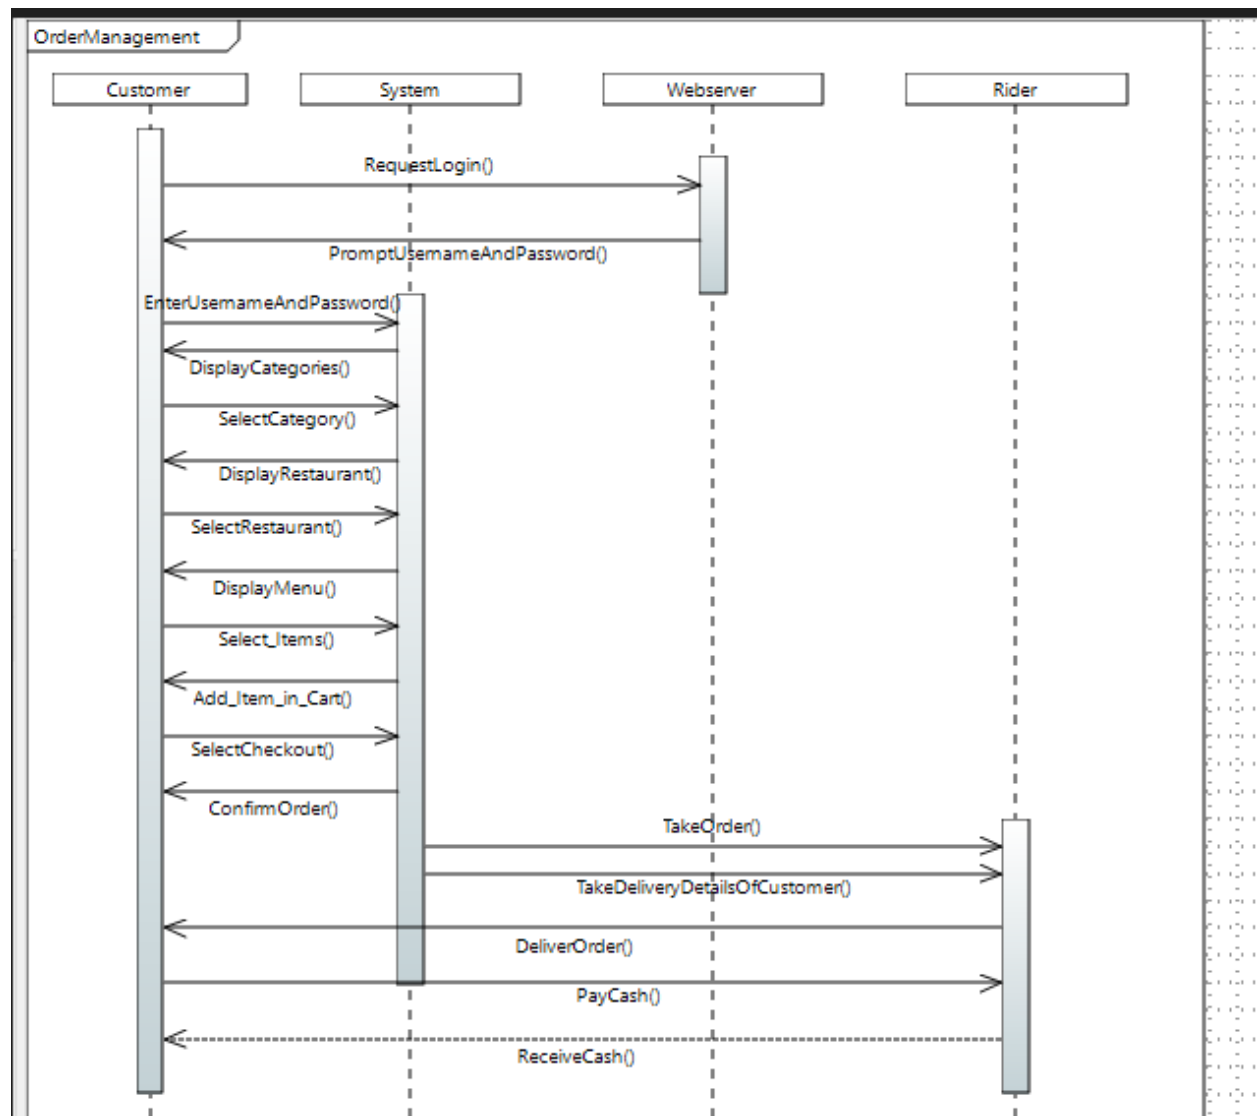 OrderManagement
Customer
System
Webserver
Rider
RequestLogin()
PromptUsernameAndPassword()
EnterUsernameAndPassword()
DisplayCategories()
SelectCategory()
DisplayRestaurant()
SelectRestaurant()
DisplayMenu()
Select_Items()
Add_Item_in_Cart()
SelectCheckout()
ConfirmOrder()
TakeOrder()
TakeDeliveryDetailsOfCustomer()
DeliverOrder()
PayCash()
ReceiveCash()